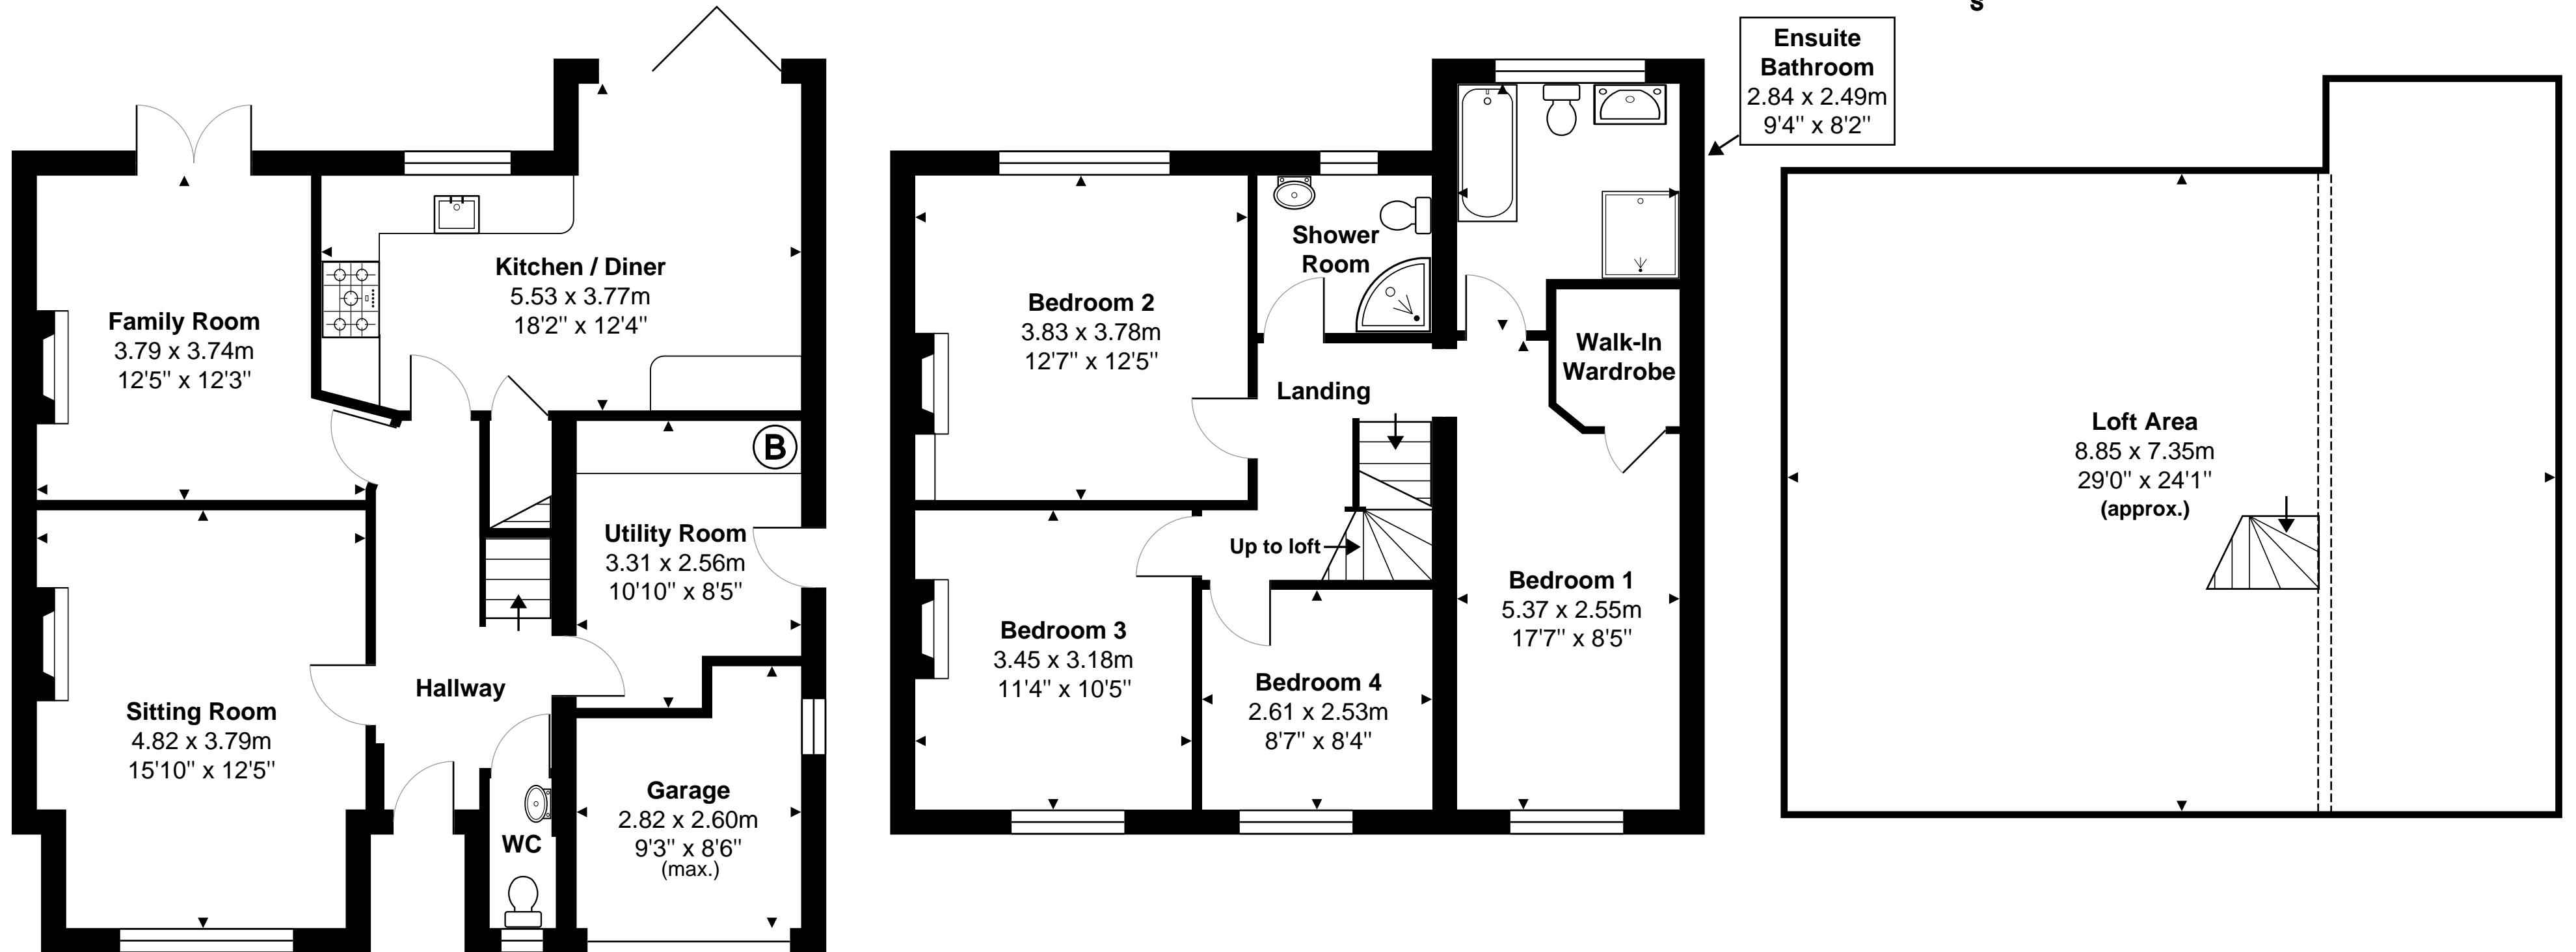 s
Family Room
3.79 x 3.74m
12'5" x 12'3"
Kitchen / Diner
5.53 x 3.77m
18'2" x 12'4"
B
Utility Room
3.31 x 2.56m
10'10" x 8'5"
Hallway
Sitting Room
4.82 x 3.79m
15'10" x 12'5"
WC
Garage
2.82 x 2.60m
9'3" x 8'6"
(max.)
Ensuite
Bathroom
2.84 x 2.49m
9'4" x 8'2"
Shower
Room
Bedroom 2
3.83 x 3.78m
12'7" x 12'5"
Walk-In
Wardrobe
Landing
Up to loft
Bedroom 1
5.37 x 2.55m
17'7" x 8'5"
Bedroom 3
3.45 x 3.18m
11'4" x 10'5"
Bedroom 4
2.61 x 2.53m
8'7" x 8'4"
Loft Area
8.85 x 7.35m
29'0" x 24'1"
(approx.)